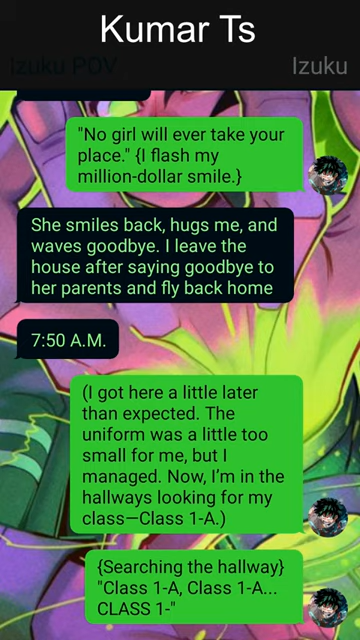 Kumar Ts
Izuku POV
Izuku
"No girl will ever take your
place." {I flash my
million-dollar smile.}
She smiles back, hugs me, and
waves goodbye. I leave the
house after saying goodbye to
her parents and fly back home
7:50 A.M.
(I got here a little later
than expected. The
uniform was a little too
small for me, but I
managed. Now, I’m in the
hallways looking for my
class—Class 1-A.)
{Searching the hallway}
"Class 1-A, Class 1-A...
CLASS 1-"